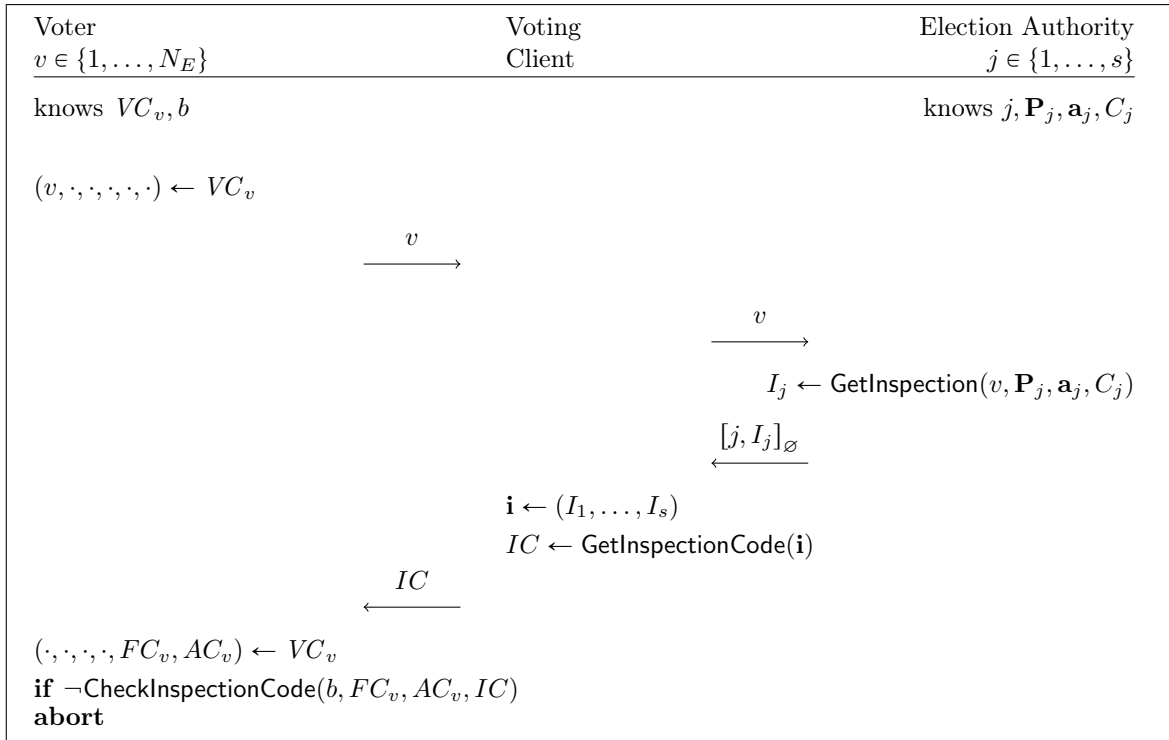 Voter Voting Election Authority
v ∈ {1, . . . , N_E} Client j ∈ {1, . . . , s}
knows VC_v, b knows j, P_j, a_j, C_j
(v, ·, ·, ·, ·, ·) ← VC_v
v
v
I_j ← GetInspection(v, P_j, a_j, C_j)
[j, I_j]_∅
i ← (I_1, . . . , I_s)
IC ← GetInspectionCode(i)
IC
(·, ·, ·, ·, FC_v, AC_v) ← VC_v
if ¬CheckInspectionCode(b, FC_v, AC_v, IC)
abort